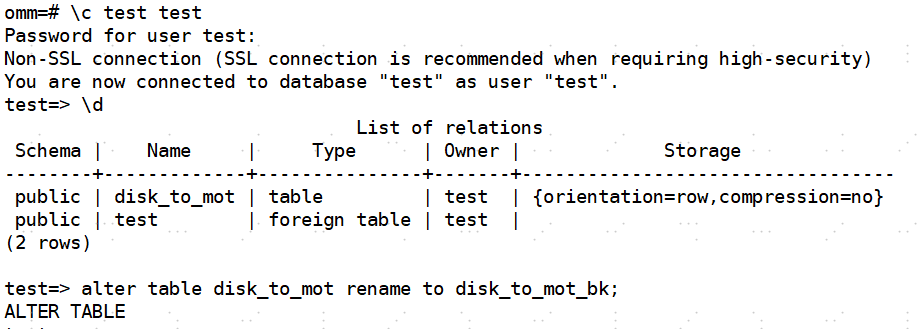 omm=# \c test test
Password for user test:
Non-SSL connection (SSL connection is recommended when requiring high-security)
You are now connected to database "test" as user "test".
test=> \d
                             List of relations
 Schema |    Name     |     Type      | Owner |             Storage
--------+-------------+---------------+-------+----------------------------------
 public | disk_to_mot | table         | test  | {orientation=row,compression=no}
 public | test        | foreign table | test  |
(2 rows)
test=> alter table disk_to_mot rename to disk_to_mot_bk;
ALTER TABLE